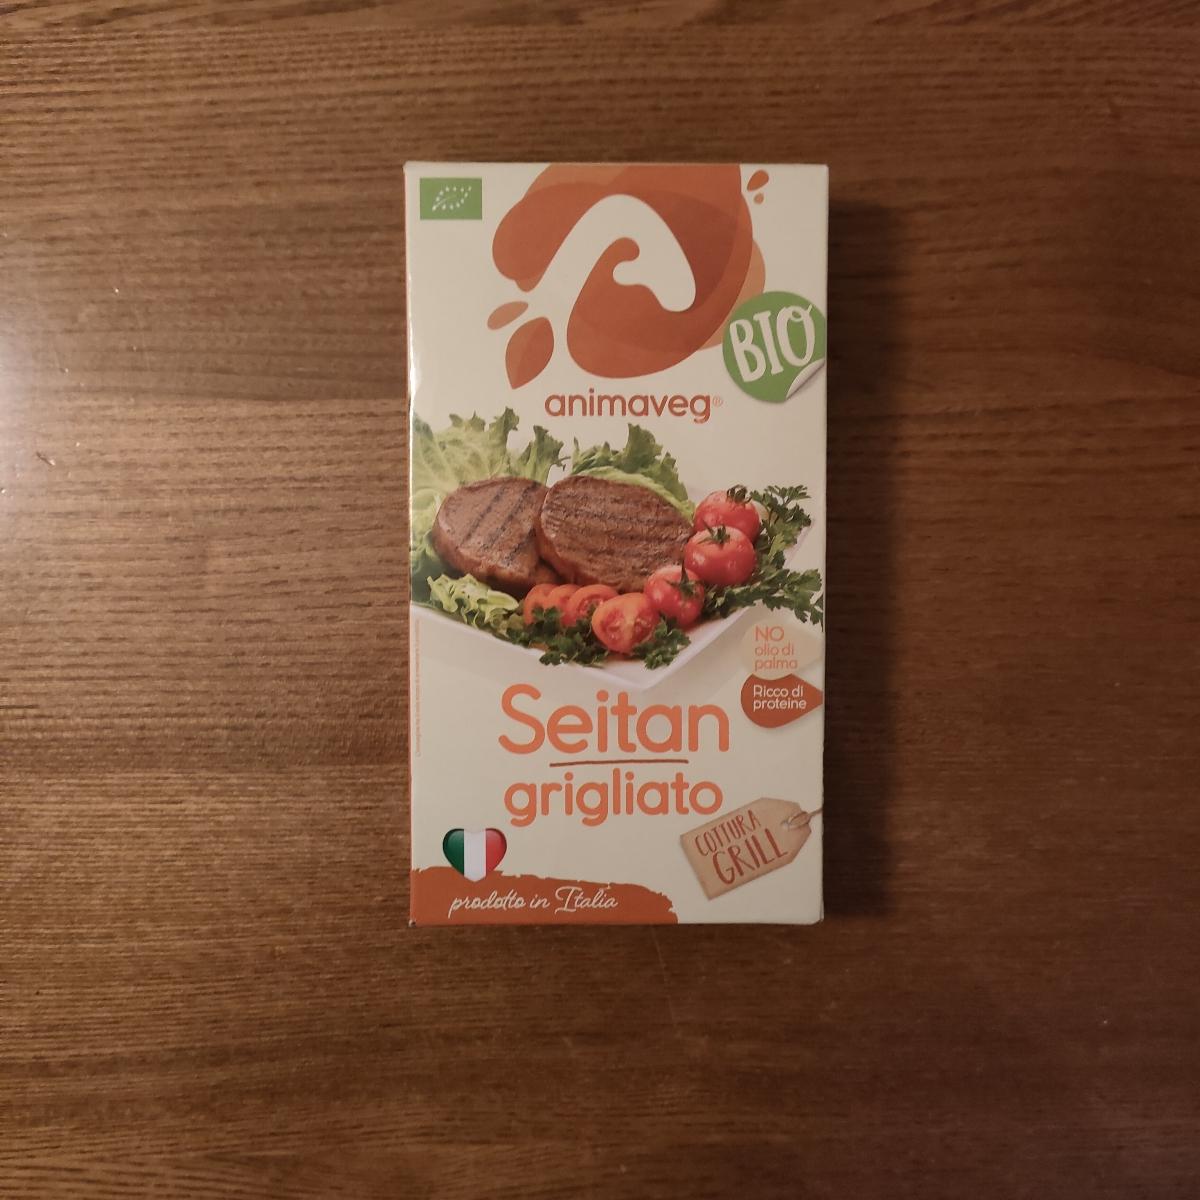 BIO
animaveg®
NO
olio di
palma
Ricco di
proteine
Seitan
grigliato
COTTURA
GRILL
prodotto in Italia